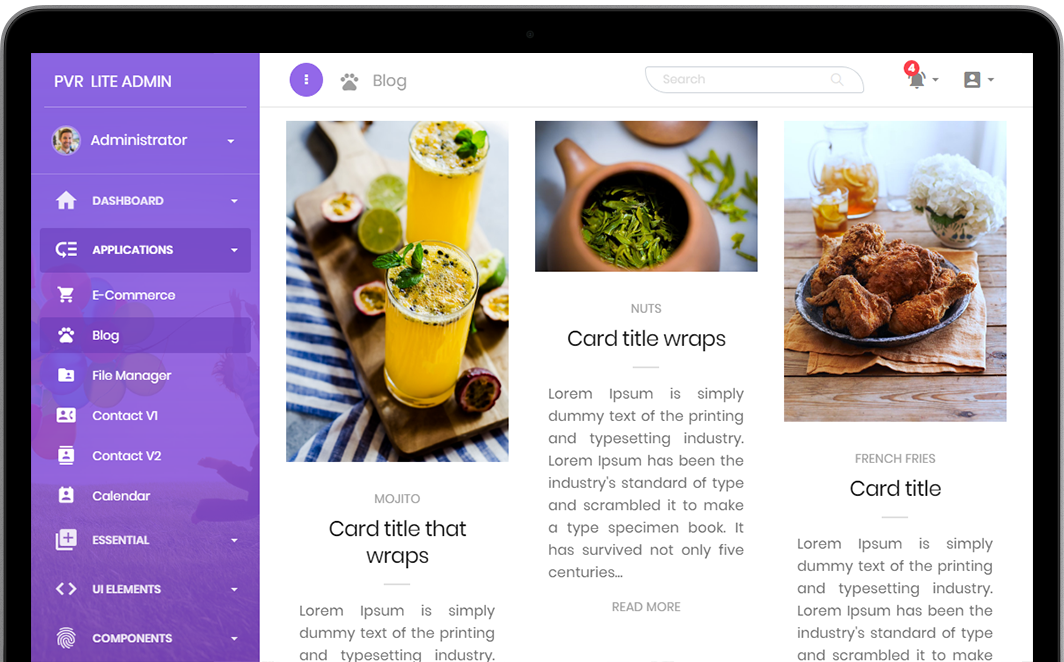 PVR LITE ADMIN
Administrator
DASHBOARD
APPLICATIONS
E-Commerce
Blog
File Manager
Contact V1
Contact V2
Calendar
ESSENTIAL
UI ELEMENTS
COMPONENTS
Blog
Search
4
MOJITO
Card title that
wraps
Lorem Ipsum is simply
dummy text of the printing
and typesetting industry.
NUTS
Card title wraps
Lorem Ipsum is simply
dummy text of the printing
and typesetting industry.
Lorem Ipsum has been the
industry's standard of type
and scrambled it to make
a type specimen book. It
has survived not only five
centuries...
READ MORE
FRENCH FRIES
Card title
Lorem Ipsum is simply
dummy text of the printing
and typesetting industry.
Lorem Ipsum has been the
industry's standard of type
and scrambled it to make